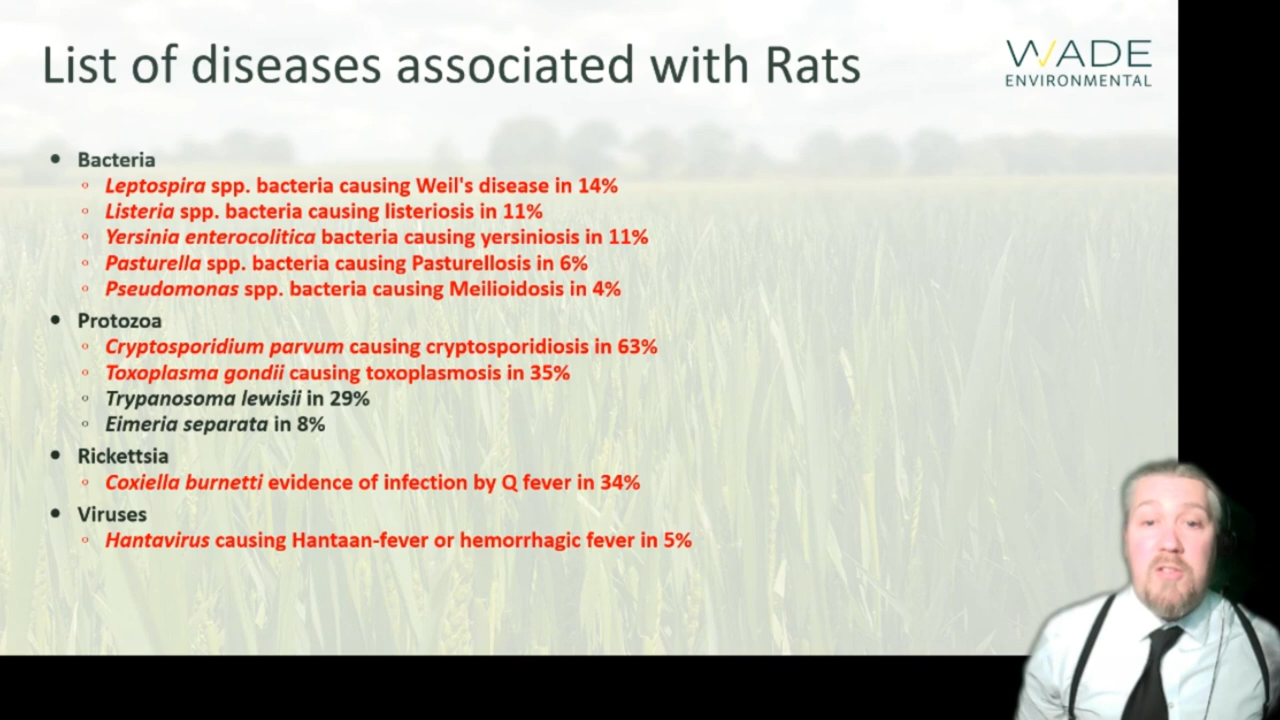 List of diseases associated with Rats
WADE
ENVIRONMENTAL
• Bacteria
◦ Leptospira spp. bacteria causing Weil's disease in 14%
◦ Listeria spp. bacteria causing listeriosis in 11%
◦ Yersinia enterocolitica bacteria causing yersiniosis in 11%
◦ Pasturella spp. bacteria causing Pasturellosis in 6%
◦ Pseudomonas spp. bacteria causing Meilioidosis in 4%
• Protozoa
◦ Cryptosporidium parvum causing cryptosporidiosis in 63%
◦ Toxoplasma gondii causing toxoplasmosis in 35%
◦ Trypanosoma lewisii in 29%
◦ Eimeria separata in 8%
• Rickettsia
◦ Coxiella burnetti evidence of infection by Q fever in 34%
• Viruses
◦ Hantavirus causing Hantaan-fever or hemorrhagic fever in 5%